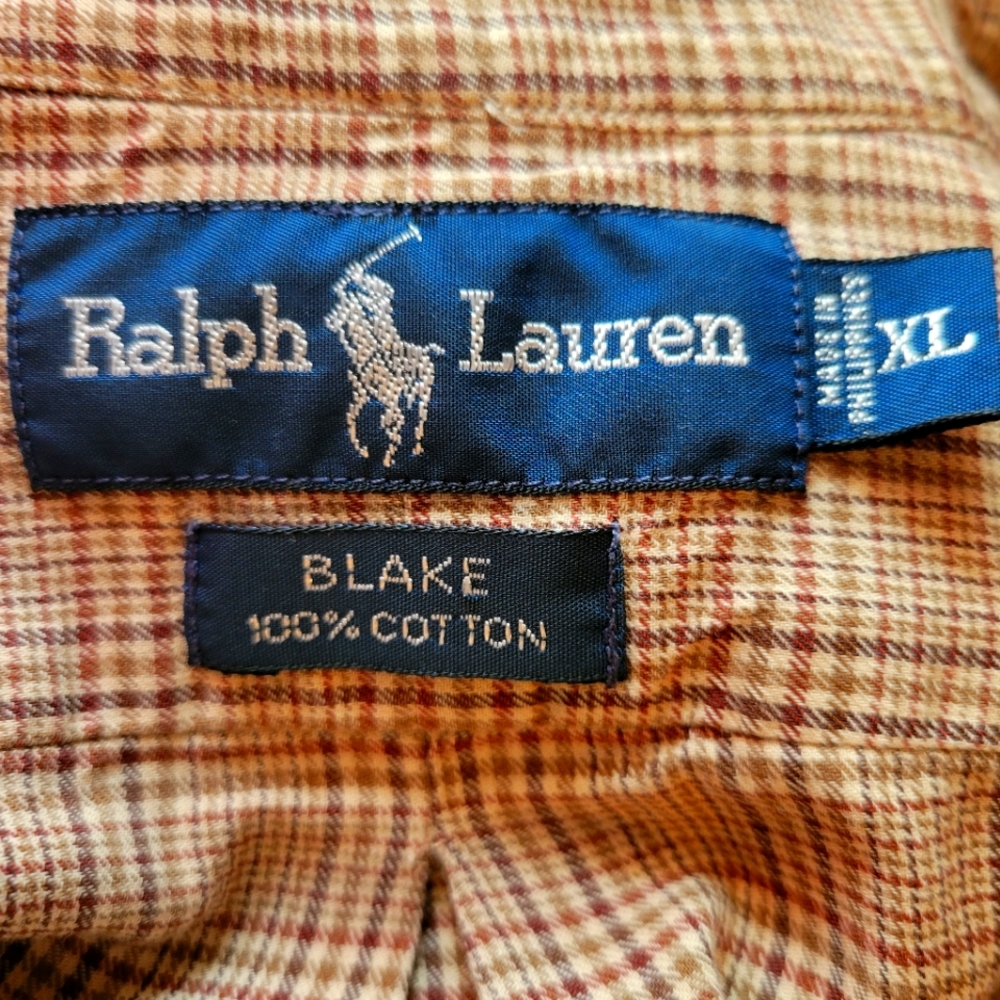 Ralph Lauren
XL
MADE IN
PHILIPPINES
BLAKE
100% COTTON